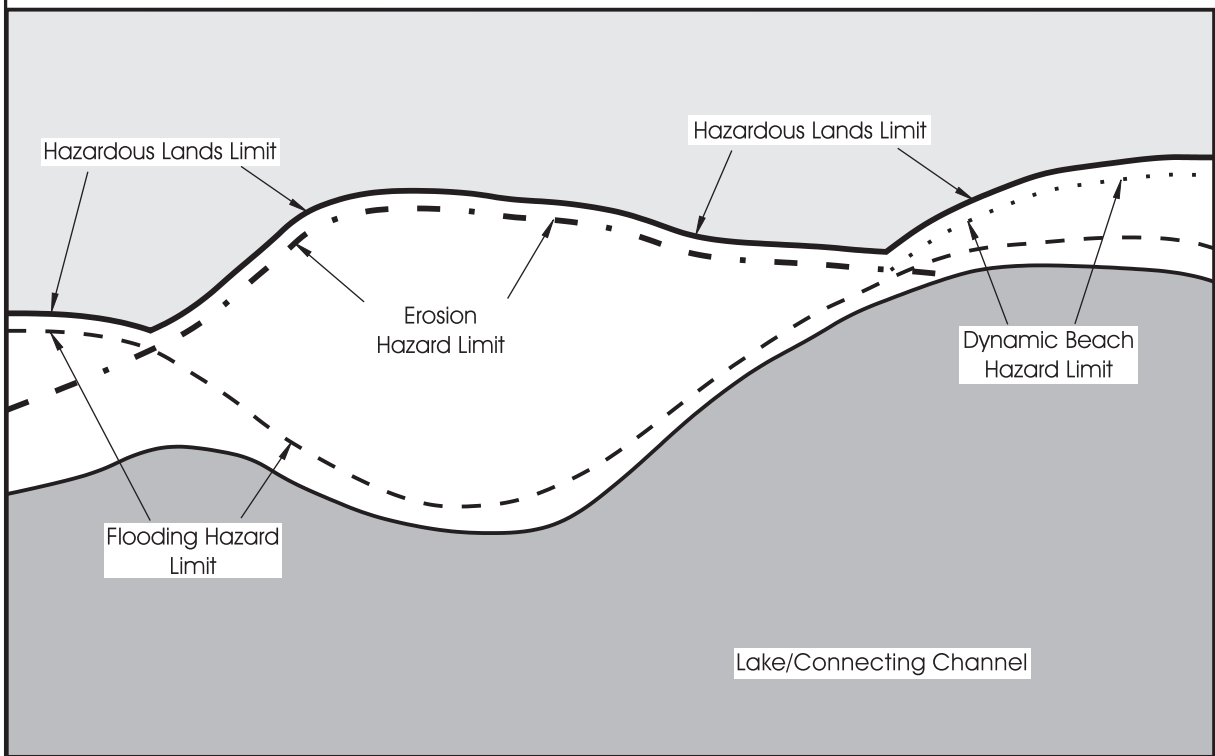 Hazardous Lands Limit
Hazardous Lands Limit
Erosion
Hazard Limit
Dynamic Beach
Hazard Limit
Flooding Hazard
Limit
Lake/Connecting Channel